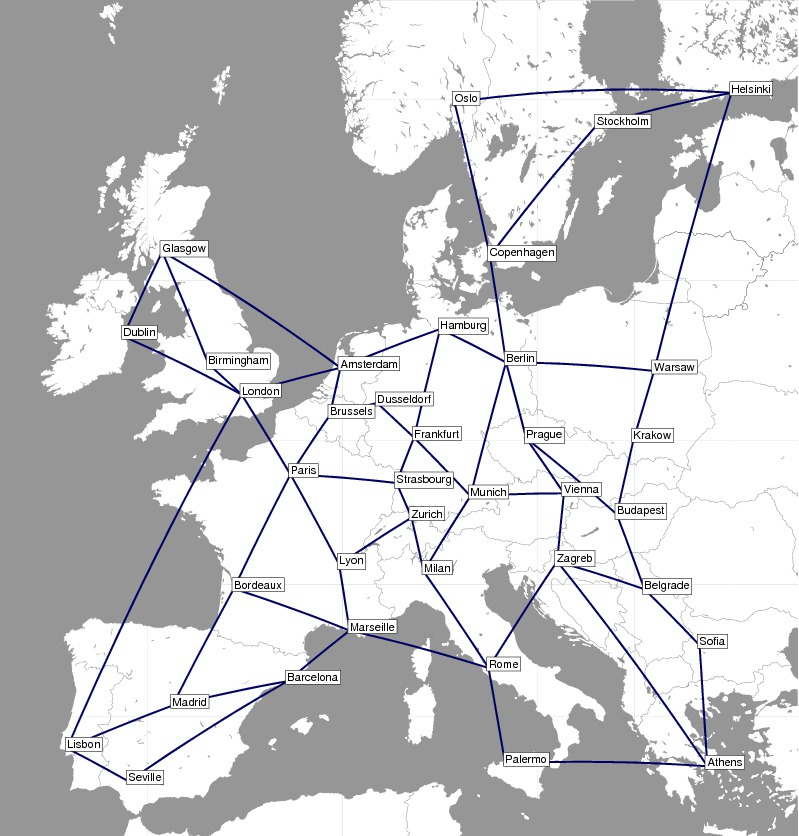 Helsinki
Oslo
Stockholm
Glasgow
Copenhagen
Hamburg
Dublin
Birmingham
Amsterdam
Berlin
Warsaw
London
Dusseldorf
Brussels
Frankfurt
Prague
Krakow
Paris
Strasbourg
Munich
Vienna
Zurich
Budapest
Lyon
Milan
Zagreb
Bordeaux
Belgrade
Marseille
Sofia
Rome
Barcelona
Madrid
Lisbon
Palermo
Athens
Seville